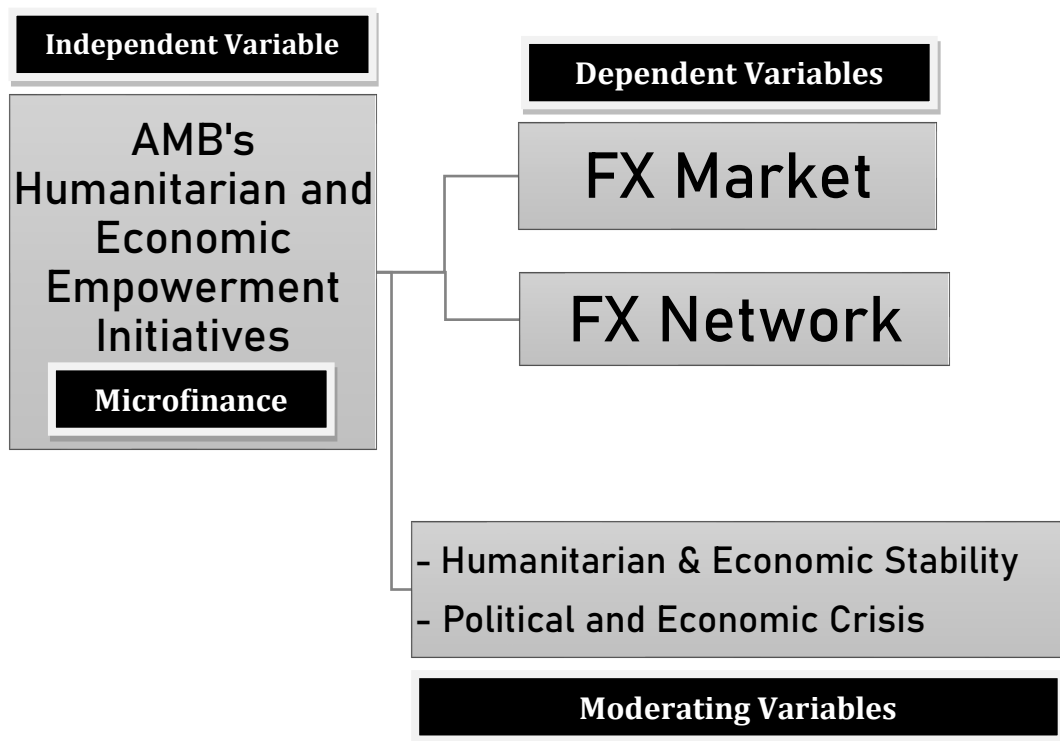 Independent Variable
AMB's
Humanitarian and
Economic
Empowerment
Initiatives
Microfinance
Dependent Variables
FX Market
FX Network
- Humanitarian & Economic Stability
- Political and Economic Crisis
Moderating Variables